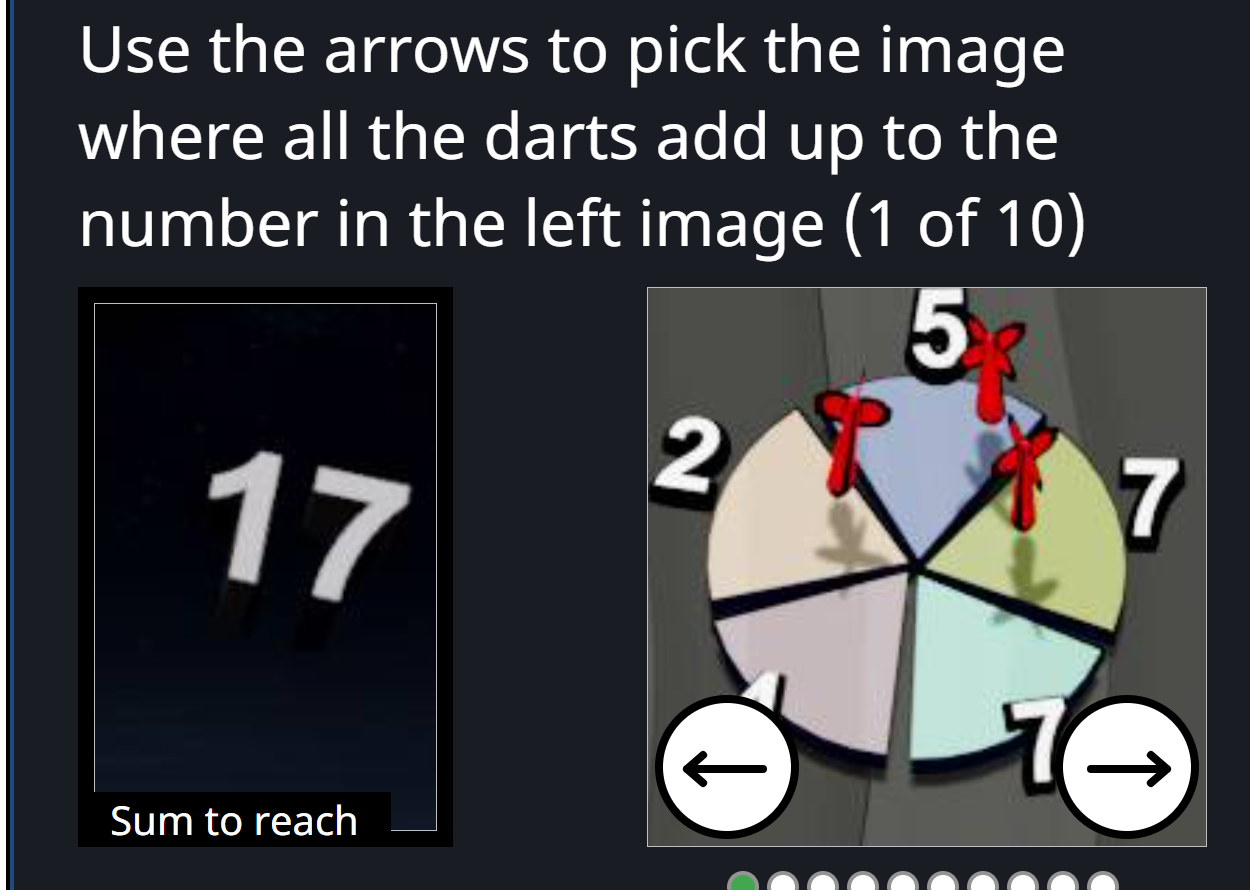 Use the arrows to pick the image
where all the darts add up to the
number in the left image (1 of 10)
17
Sum to reach
5
2
7
7